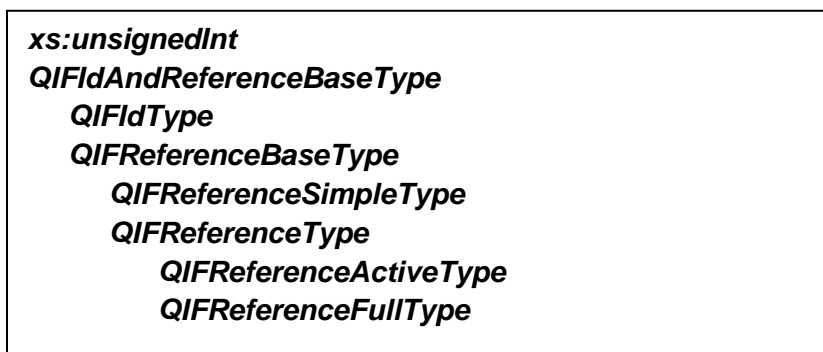 xs:unsignedInt
QIFIdAndReferenceBaseType
QIFIdType
QIFReferenceBaseType
QIFReferenceSimpleType
QIFReferenceType
QIFReferenceActiveType
QIFReferenceFullType